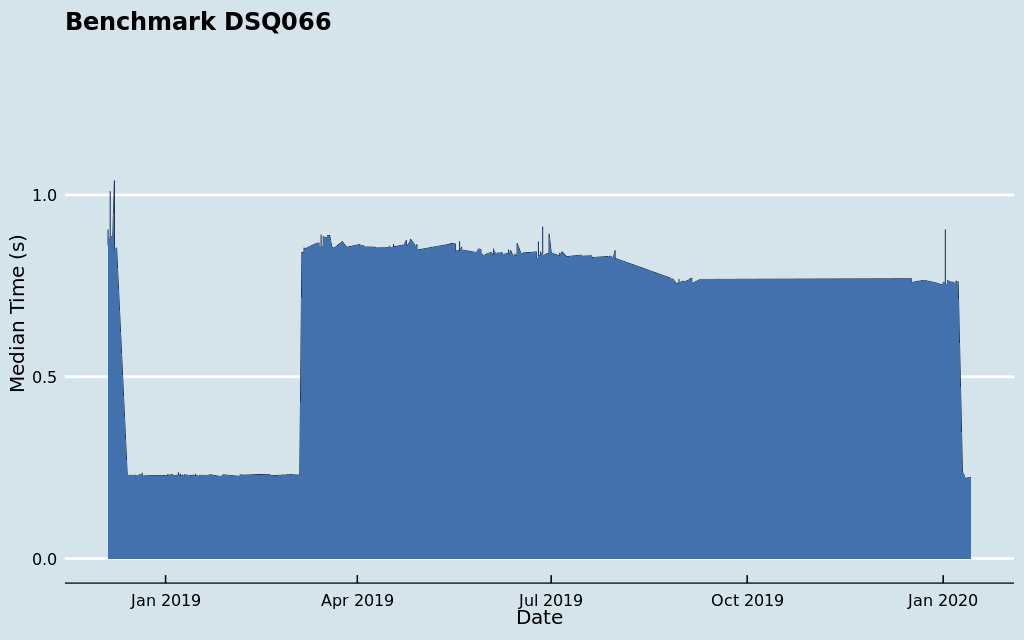 Benchmark DSQ066
Median Time (s)
1.0
0.5
0.0
Jan 2019
Apr 2019
Jul 2019
Oct 2019
Jan 2020
Date